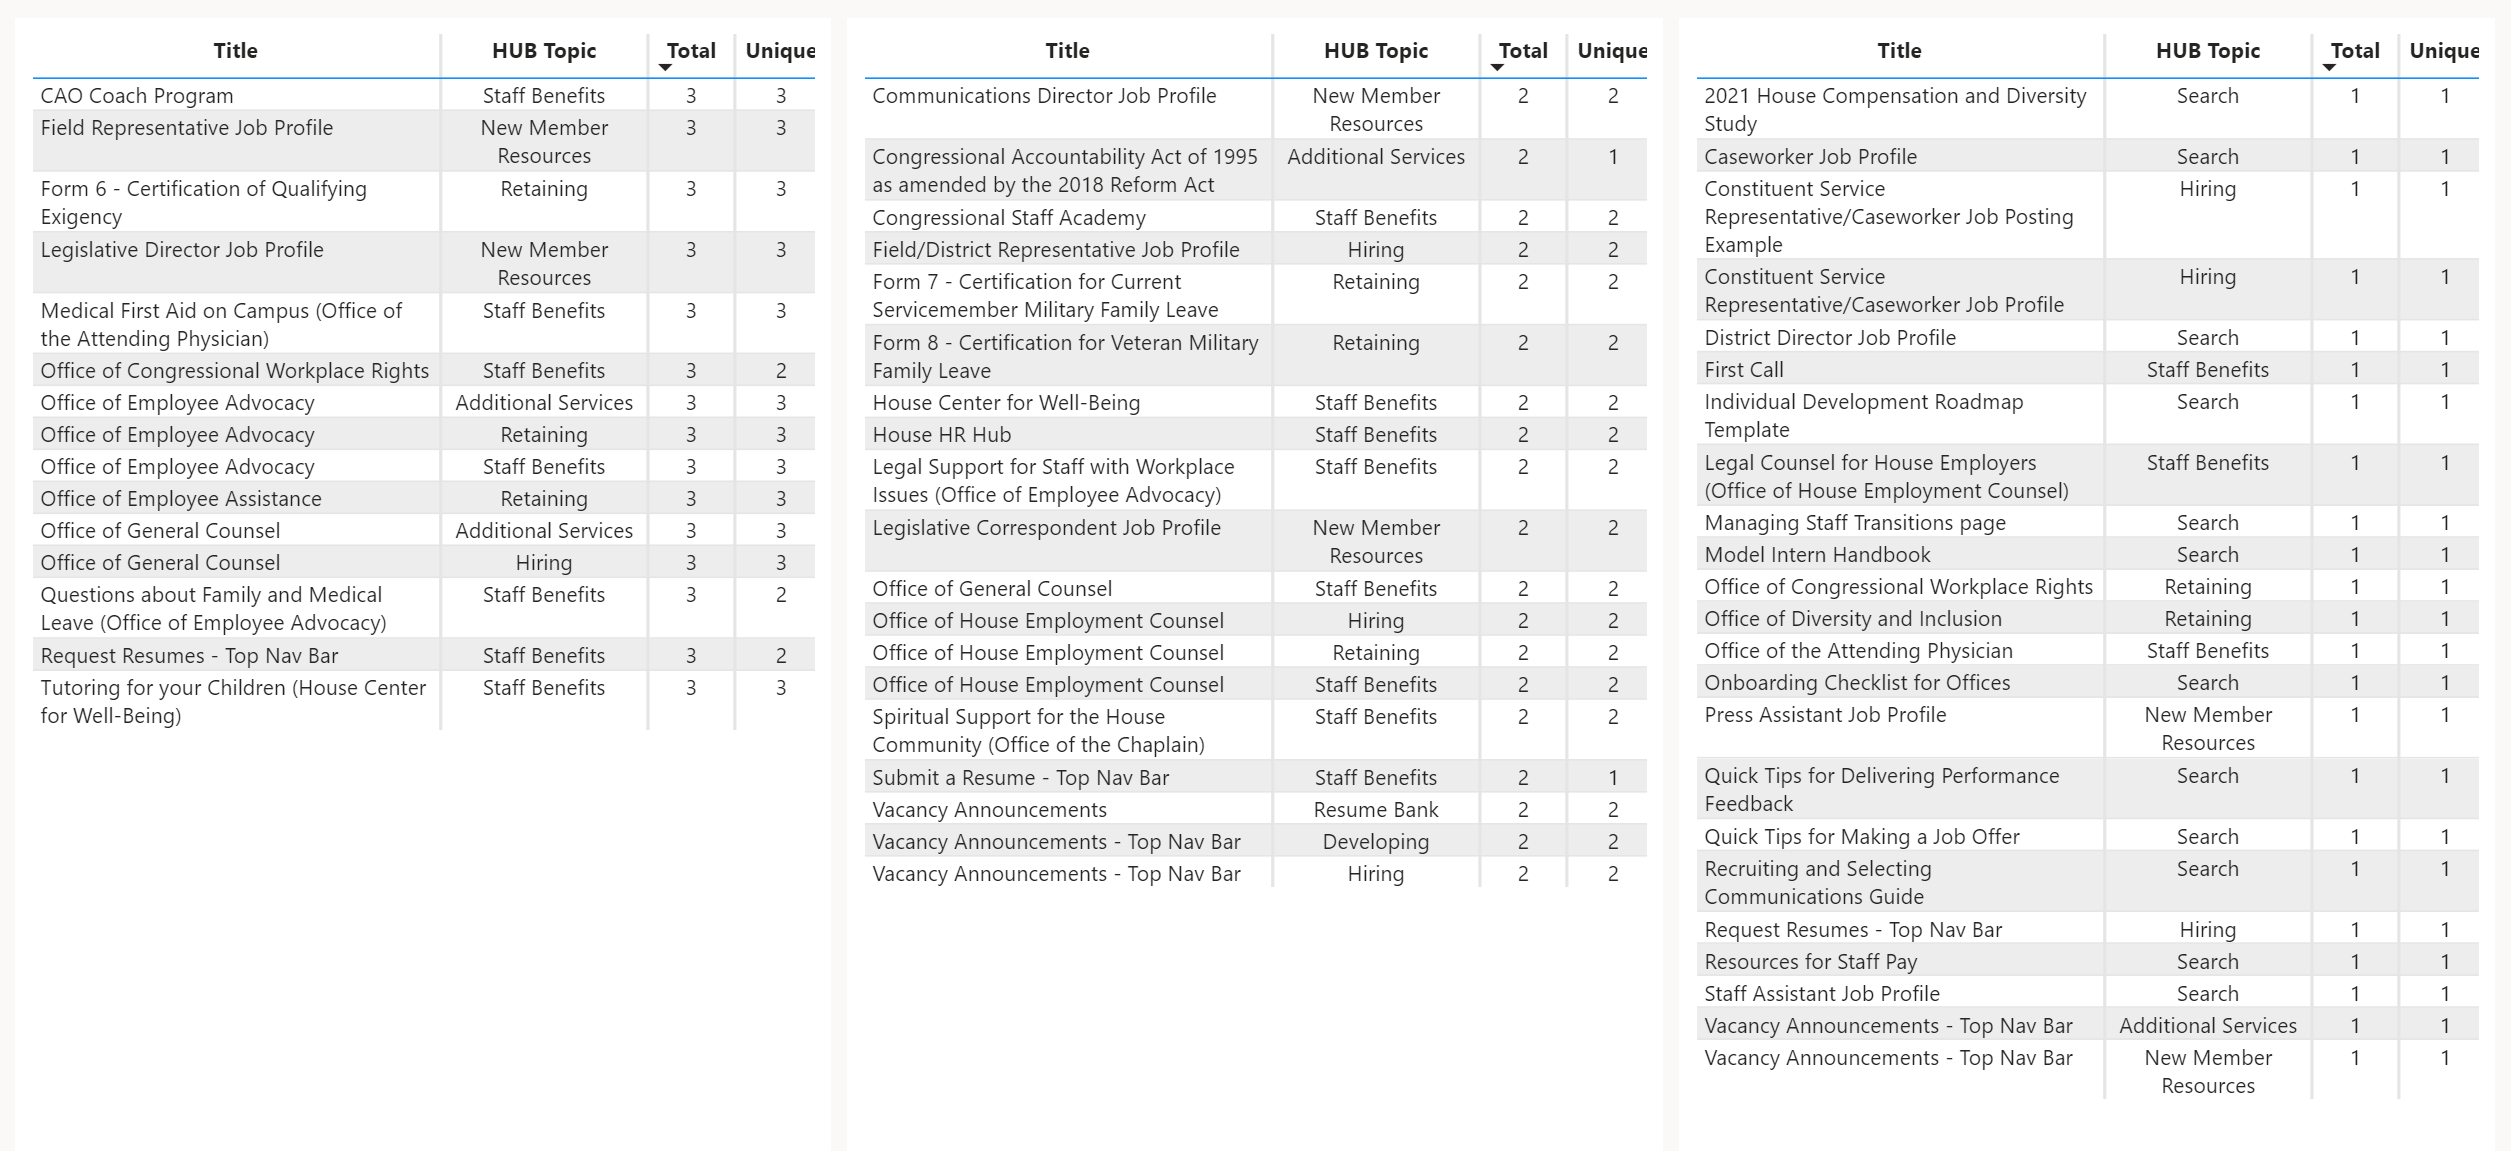 Title HUB Topic Total Unique
CAO Coach Program Staff Benefits 3 3
Field Representative Job Profile New Member 3 3
Resources
Form 6 - Certification of Qualifying Retaining 3 3
Exigency
Legislative Director Job Profile New Member 3 3
Resources
Medical First Aid on Campus (Office of Staff Benefits 3 3
the Attending Physician)
Office of Congressional Workplace Rights Staff Benefits 3 2
Office of Employee Advocacy Additional Services 3 3
Office of Employee Advocacy Retaining 3 3
Office of Employee Advocacy Staff Benefits 3 3
Office of Employee Assistance Retaining 3 3
Office of General Counsel Additional Services 3 3
Office of General Counsel Hiring 3 3
Questions about Family and Medical Staff Benefits 3 2
Leave (Office of Employee Advocacy)
Request Resumes - Top Nav Bar Staff Benefits 3 2
Tutoring for your Children (House Center Staff Benefits 3 3
for Well-Being)
Title HUB Topic Total Unique
Communications Director Job Profile New Member 2 2
Resources
Congressional Accountability Act of 1995 Additional Services 2 1
as amended by the 2018 Reform Act
Congressional Staff Academy Staff Benefits 2 2
Field/District Representative Job Profile Hiring 2 2
Form 7 - Certification for Current Retaining 2 2
Servicemember Military Family Leave
Form 8 - Certification for Veteran Military Retaining 2 2
Family Leave
House Center for Well-Being Staff Benefits 2 2
House HR Hub Staff Benefits 2 2
Legal Support for Staff with Workplace Staff Benefits 2 2
Issues (Office of Employee Advocacy)
Legislative Correspondent Job Profile New Member 2 2
Resources
Office of General Counsel Staff Benefits 2 2
Office of House Employment Counsel Hiring 2 2
Office of House Employment Counsel Retaining 2 2
Office of House Employment Counsel Staff Benefits 2 2
Spiritual Support for the House Staff Benefits 2 2
Community (Office of the Chaplain)
Submit a Resume - Top Nav Bar Staff Benefits 2 1
Vacancy Announcements Resume Bank 2 2
Vacancy Announcements - Top Nav Bar Developing 2 2
Vacancy Announcements - Top Nav Bar Hiring 2 2
Title HUB Topic Total Unique
2021 House Compensation and Diversity Search 1 1
Study
Caseworker Job Profile Search 1 1
Constituent Service Hiring 1 1
Representative/Caseworker Job Posting
Example
Constituent Service Hiring 1 1
Representative/Caseworker Job Profile
District Director Job Profile Search 1 1
First Call Staff Benefits 1 1
Individual Development Roadmap Search 1 1
Template
Legal Counsel for House Employers Staff Benefits 1 1
(Office of House Employment Counsel)
Managing Staff Transitions page Search 1 1
Model Intern Handbook Search 1 1
Office of Congressional Workplace Rights Retaining 1 1
Office of Diversity and Inclusion Retaining 1 1
Office of the Attending Physician Staff Benefits 1 1
Onboarding Checklist for Offices Search 1 1
Press Assistant Job Profile New Member 1 1
Resources
Quick Tips for Delivering Performance Search 1 1
Feedback
Quick Tips for Making a Job Offer Search 1 1
Recruiting and Selecting Search 1 1
Communications Guide
Request Resumes - Top Nav Bar Hiring 1 1
Resources for Staff Pay Search 1 1
Staff Assistant Job Profile Search 1 1
Vacancy Announcements - Top Nav Bar Additional Services 1 1
Vacancy Announcements - Top Nav Bar New Member 1 1
Resources